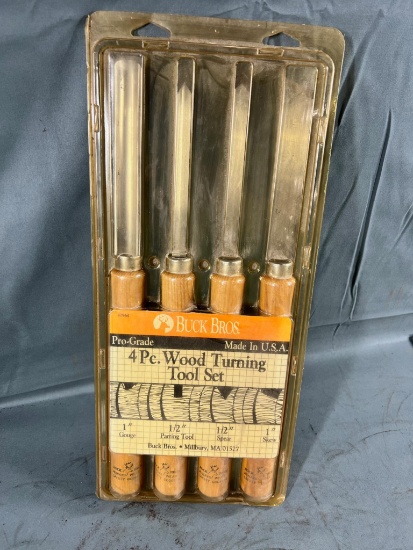 BUCK BROS.
Pro-Grade Made In U.S.A.
4 Pc. Wood Turning
Tool Set
1" 1/2" 1/2" 1"
Gouge Parting Tool Spear Skew
Buck Bros. • Millbury, MA 01527